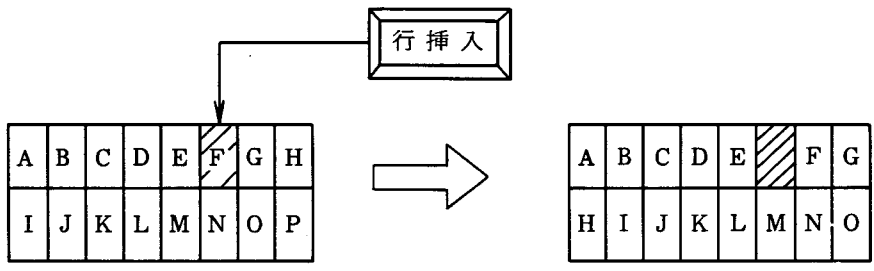 行挿入
A B C D E F G H
I J K L M N O P
A B C D E F G
H I J K L M N O